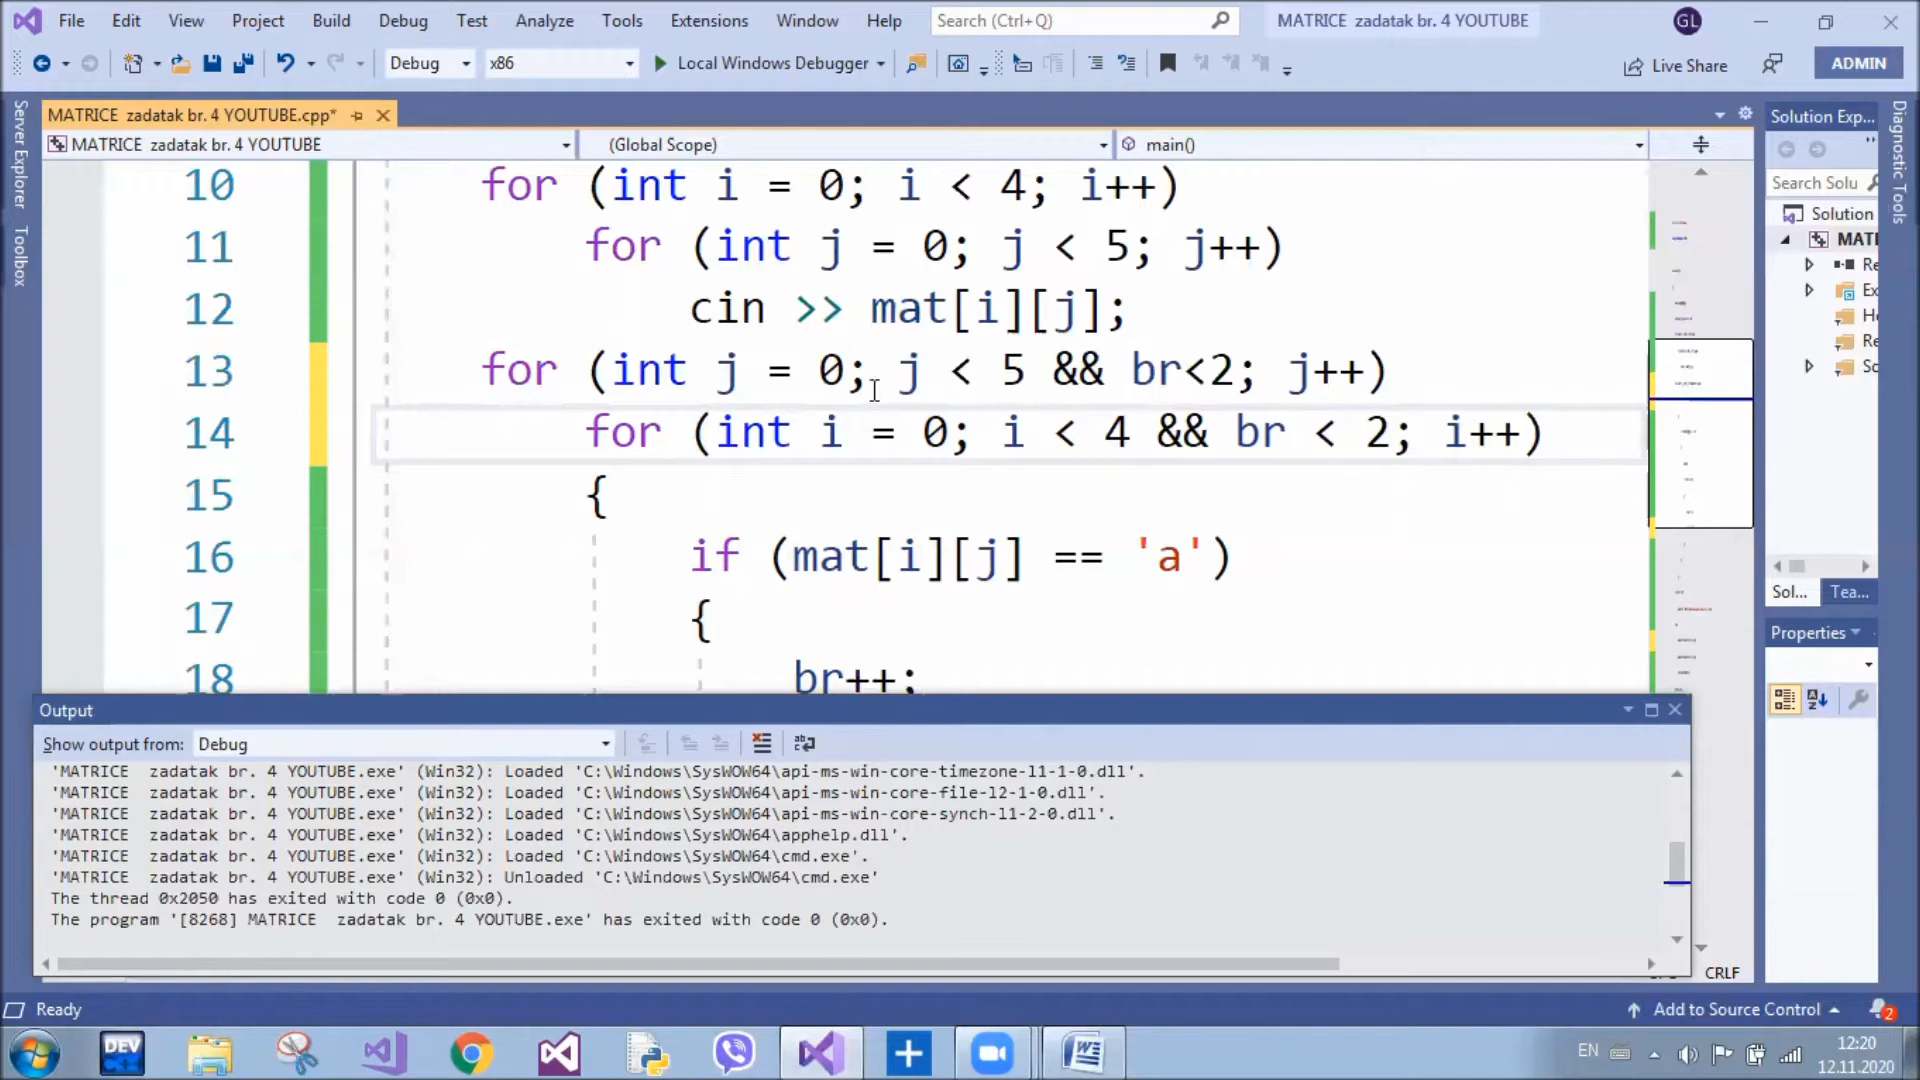 File Edit View Project Build Debug Test Analyze Tools Extensions Window Help Search (Ctrl+Q) MATRICE zadatak br. 4 YOUTUBE GL
Debug x86 Local Windows Debugger Live Share ADMIN
Server Explorer
Toolbox
MATRICE zadatak br. 4 YOUTUBE.cpp*
MATRICE zadatak br. 4 YOUTUBE (Global Scope) main()
10 for (int i = 0; i < 4; i++)
11 for (int j = 0; j < 5; j++)
12 cin >> mat[i][j];
13 for (int j = 0; j < 5 && br<2; j++)
14 for (int i = 0; i < 4 && br < 2; i++)
15 {
16 if (mat[i][j] == 'a')
17 {
18 br++;
Solution Exp...
Search Solu
Solution
MATI
Re
Ex
He
Re
So
Sol... Tea...
Properties
Diagnostic Tools
Output
Show output from: Debug
'MATRICE  zadatak br. 4 YOUTUBE.exe' (Win32): Loaded 'C:\Windows\SysWOW64\api-ms-win-core-timezone-l1-1-0.dll'.
'MATRICE  zadatak br. 4 YOUTUBE.exe' (Win32): Loaded 'C:\Windows\SysWOW64\api-ms-win-core-file-l2-1-0.dll'.
'MATRICE  zadatak br. 4 YOUTUBE.exe' (Win32): Loaded 'C:\Windows\SysWOW64\api-ms-win-core-synch-l1-2-0.dll'.
'MATRICE  zadatak br. 4 YOUTUBE.exe' (Win32): Loaded 'C:\Windows\SysWOW64\apphelp.dll'.
'MATRICE  zadatak br. 4 YOUTUBE.exe' (Win32): Loaded 'C:\Windows\SysWOW64\cmd.exe'.
'MATRICE  zadatak br. 4 YOUTUBE.exe' (Win32): Unloaded 'C:\Windows\SysWOW64\cmd.exe'
The thread 0x2050 has exited with code 0 (0x0).
The program '[8268] MATRICE  zadatak br. 4 YOUTUBE.exe' has exited with code 0 (0x0).
CRLF
Ready Add to Source Control 2
DEV C++ EN 12:20
12.11.2020